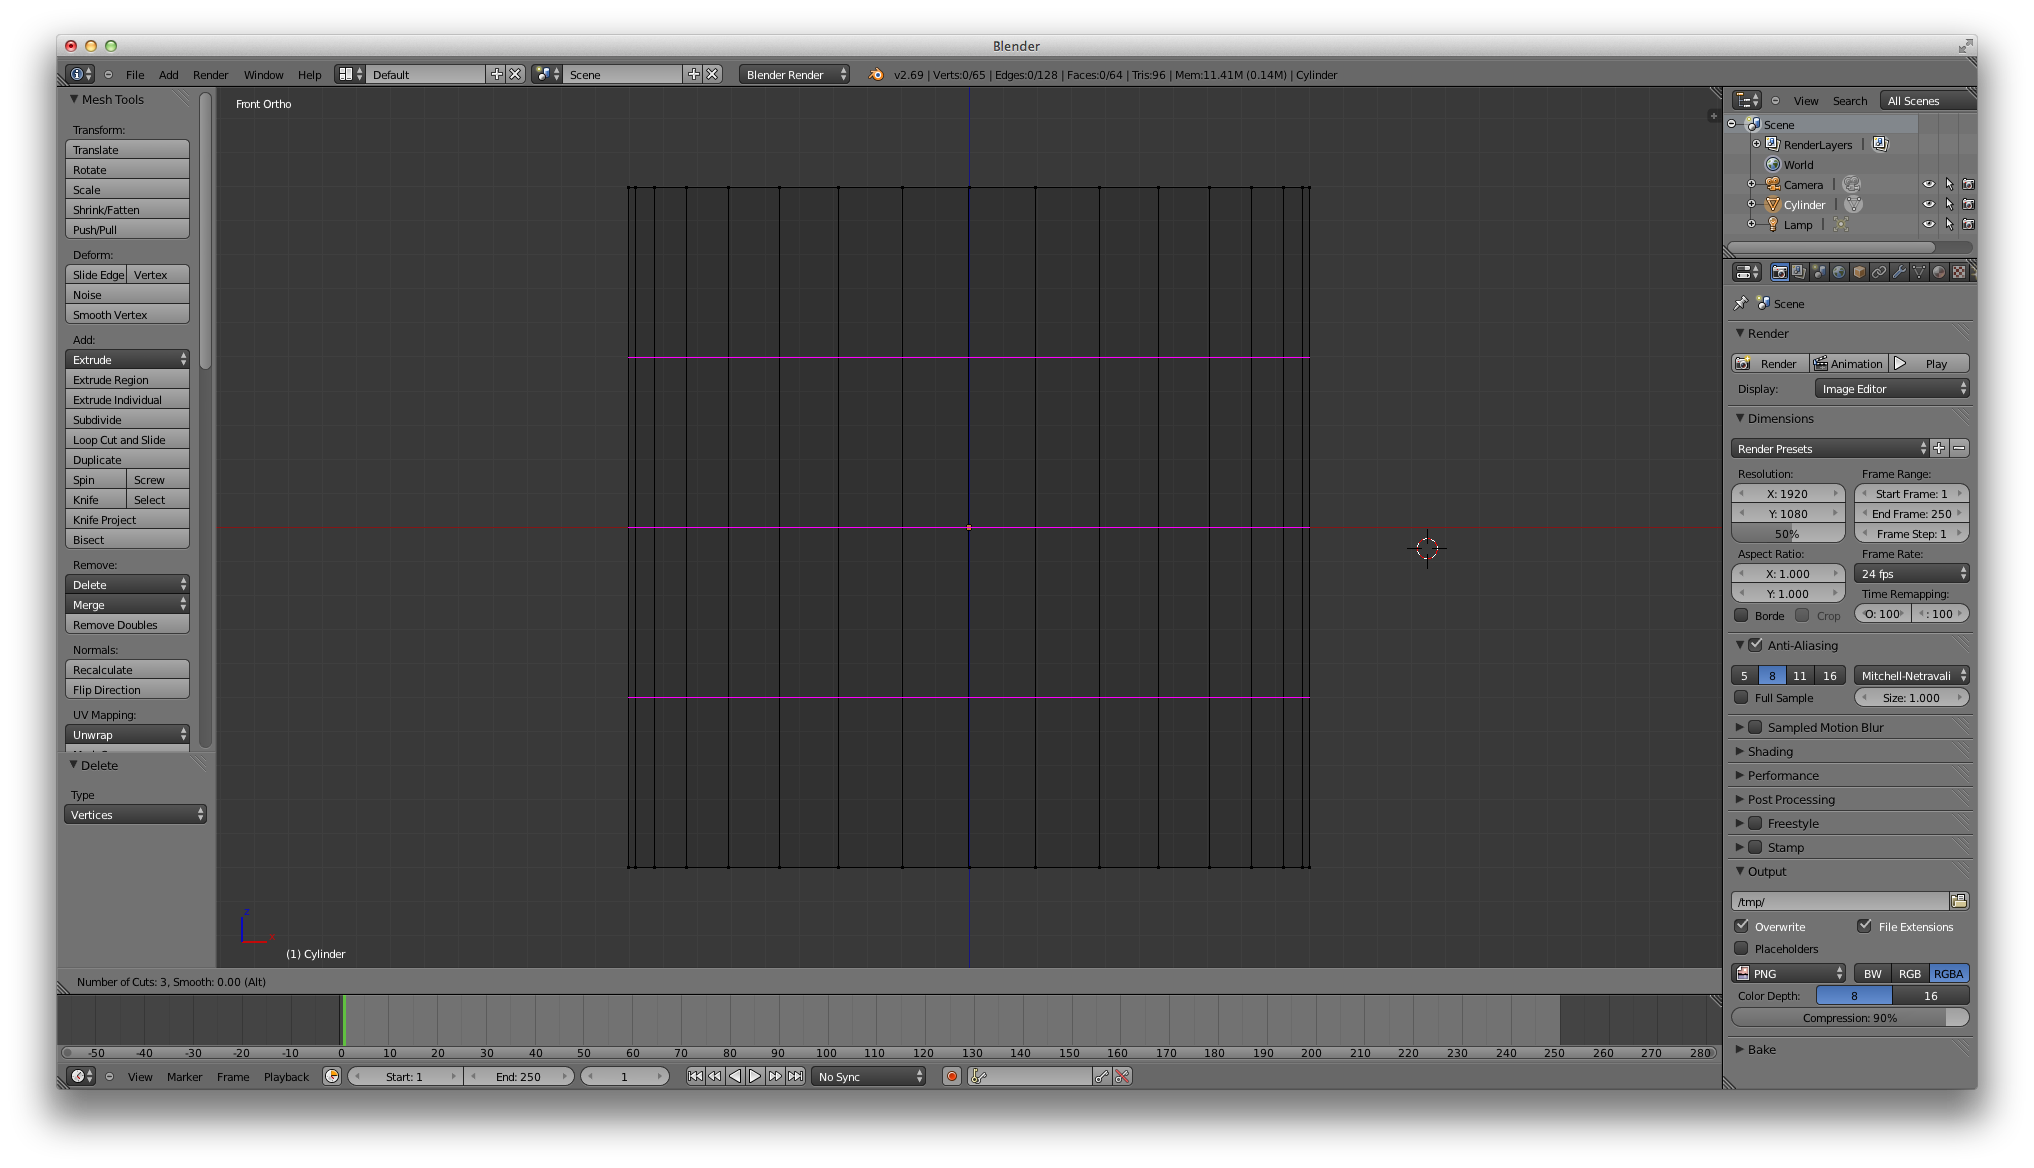 Blender
File Add Render Window Help Default Scene Blender Render v2.69 | Verts:0/65 | Edges:0/128 | Faces:0/64 | Tris:96 | Mem:11.41M (0.14M) | Cylinder
Mesh Tools
Transform:
Translate
Rotate
Scale
Shrink/Fatten
Push/Pull
Deform:
Slide Edge Vertex
Noise
Smooth Vertex
Add:
Extrude
Extrude Region
Extrude Individual
Subdivide
Loop Cut and Slide
Duplicate
Spin Screw
Knife Select
Knife Project
Bisect
Remove:
Delete
Merge
Remove Doubles
Normals:
Recalculate
Flip Direction
UV Mapping:
Unwrap
Delete
Type
Vertices
Front Ortho
z
x
(1) Cylinder
Number of Cuts: 3, Smooth: 0.00 (Alt)
View Search All Scenes
Scene
RenderLayers |
World
Camera |
Cylinder |
Lamp |
Scene
Render
Render Animation Play
Display: Image Editor
Dimensions
Render Presets
Resolution: Frame Range:
X: 1920 Start Frame: 1
Y: 1080 End Frame: 250
50% Frame Step: 1
Aspect Ratio: Frame Rate:
X: 1.000 24 fps
Y: 1.000 Time Remapping:
Borde Crop O: 100 : 100
Anti-Aliasing
5 8 11 16 Mitchell-Netravali
Full Sample Size: 1.000
Sampled Motion Blur
Shading
Performance
Post Processing
Freestyle
Stamp
Output
/tmp/
Overwrite File Extensions
Placeholders
PNG BW RGB RGBA
Color Depth: 8 16
Compression: 90%
Bake
-50 -40 -30 -20 -10 0 10 20 30 40 50 60 70 80 90 100 110 120 130 140 150 160 170 180 190 200 210 220 230 240 250 260 270 280
View Marker Frame Playback Start: 1 End: 250 1 No Sync